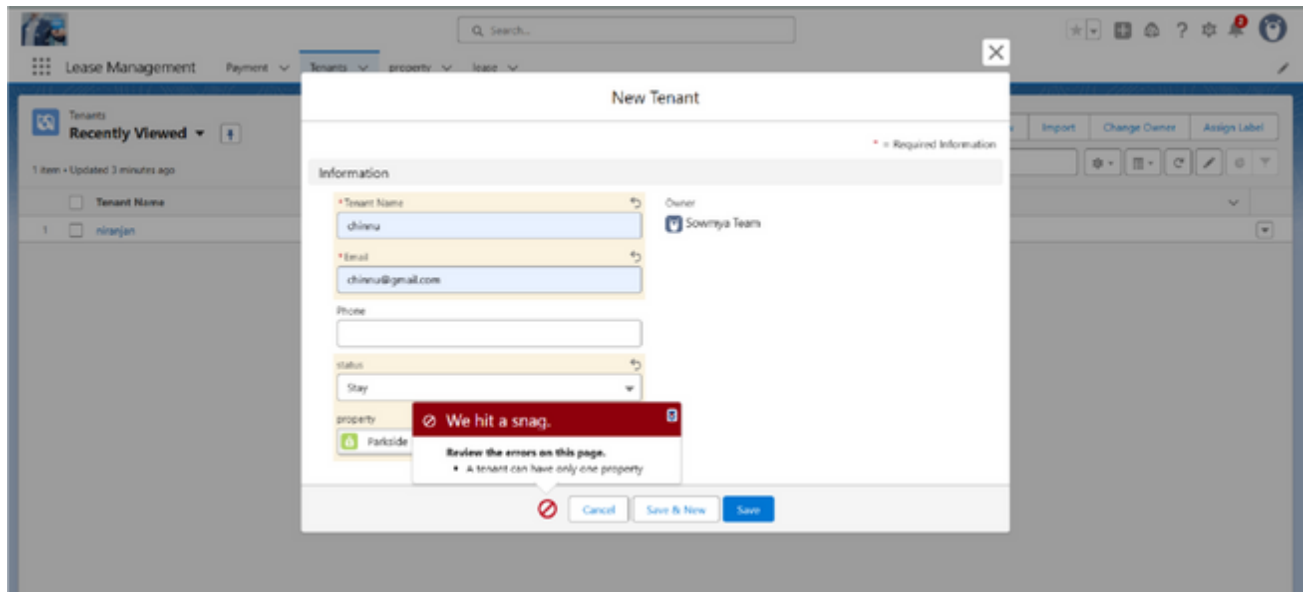 Search...
Lease Management Payment Tenants property lease
New Tenant
Tenants
Recently Viewed
Import Change Owner Assign Label
* = Required Information
1 item • Updated 3 minutes ago
Information
Tenant Name
1 niranjan
*Tenant Name
chinnu
Owner
Sowmya Team
*Email
chinnu@gmail.com
Phone
status
Stay
property
Parkside
We hit a snag.
Review the errors on this page.
• A tenant can have only one property
Cancel Save & New Save